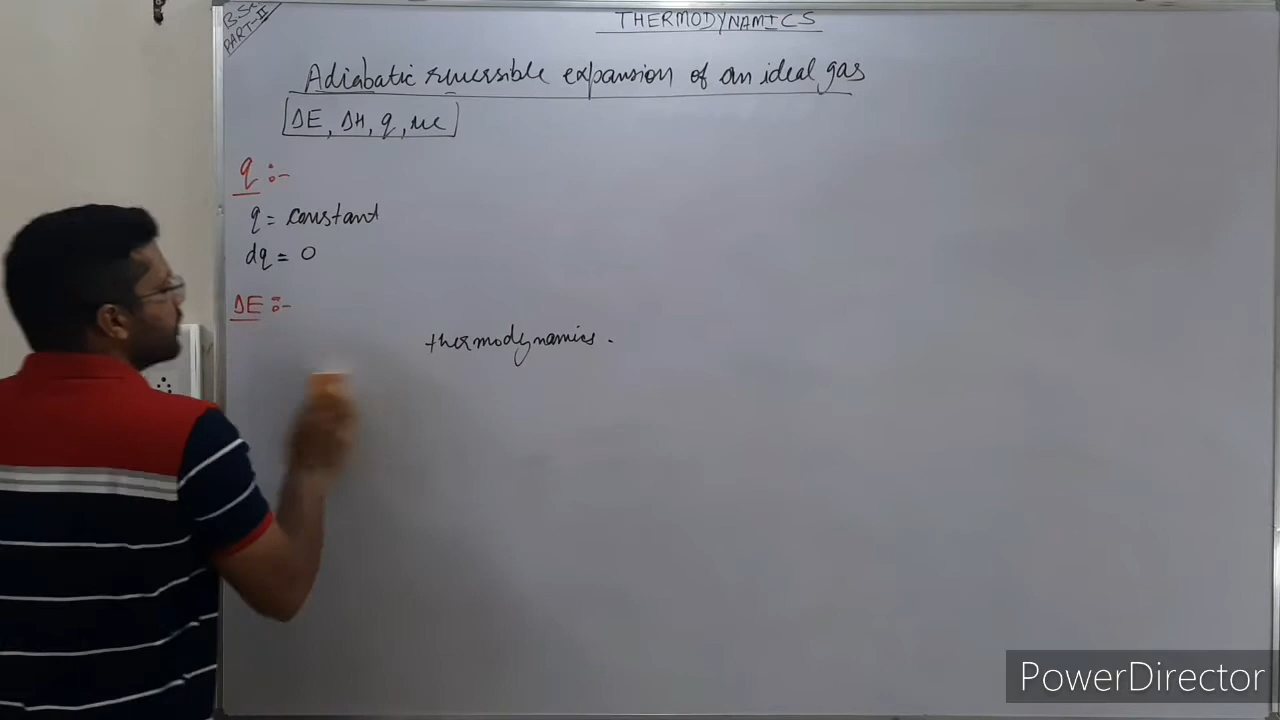 B.Sc
PART-II
THERMODYNAMICS
Adiabatic reversible expansion of an ideal gas
ΔE, ΔH, q, w
q :-
q = constant
dq = 0
ΔE :-
thermodynamics.
PowerDirector